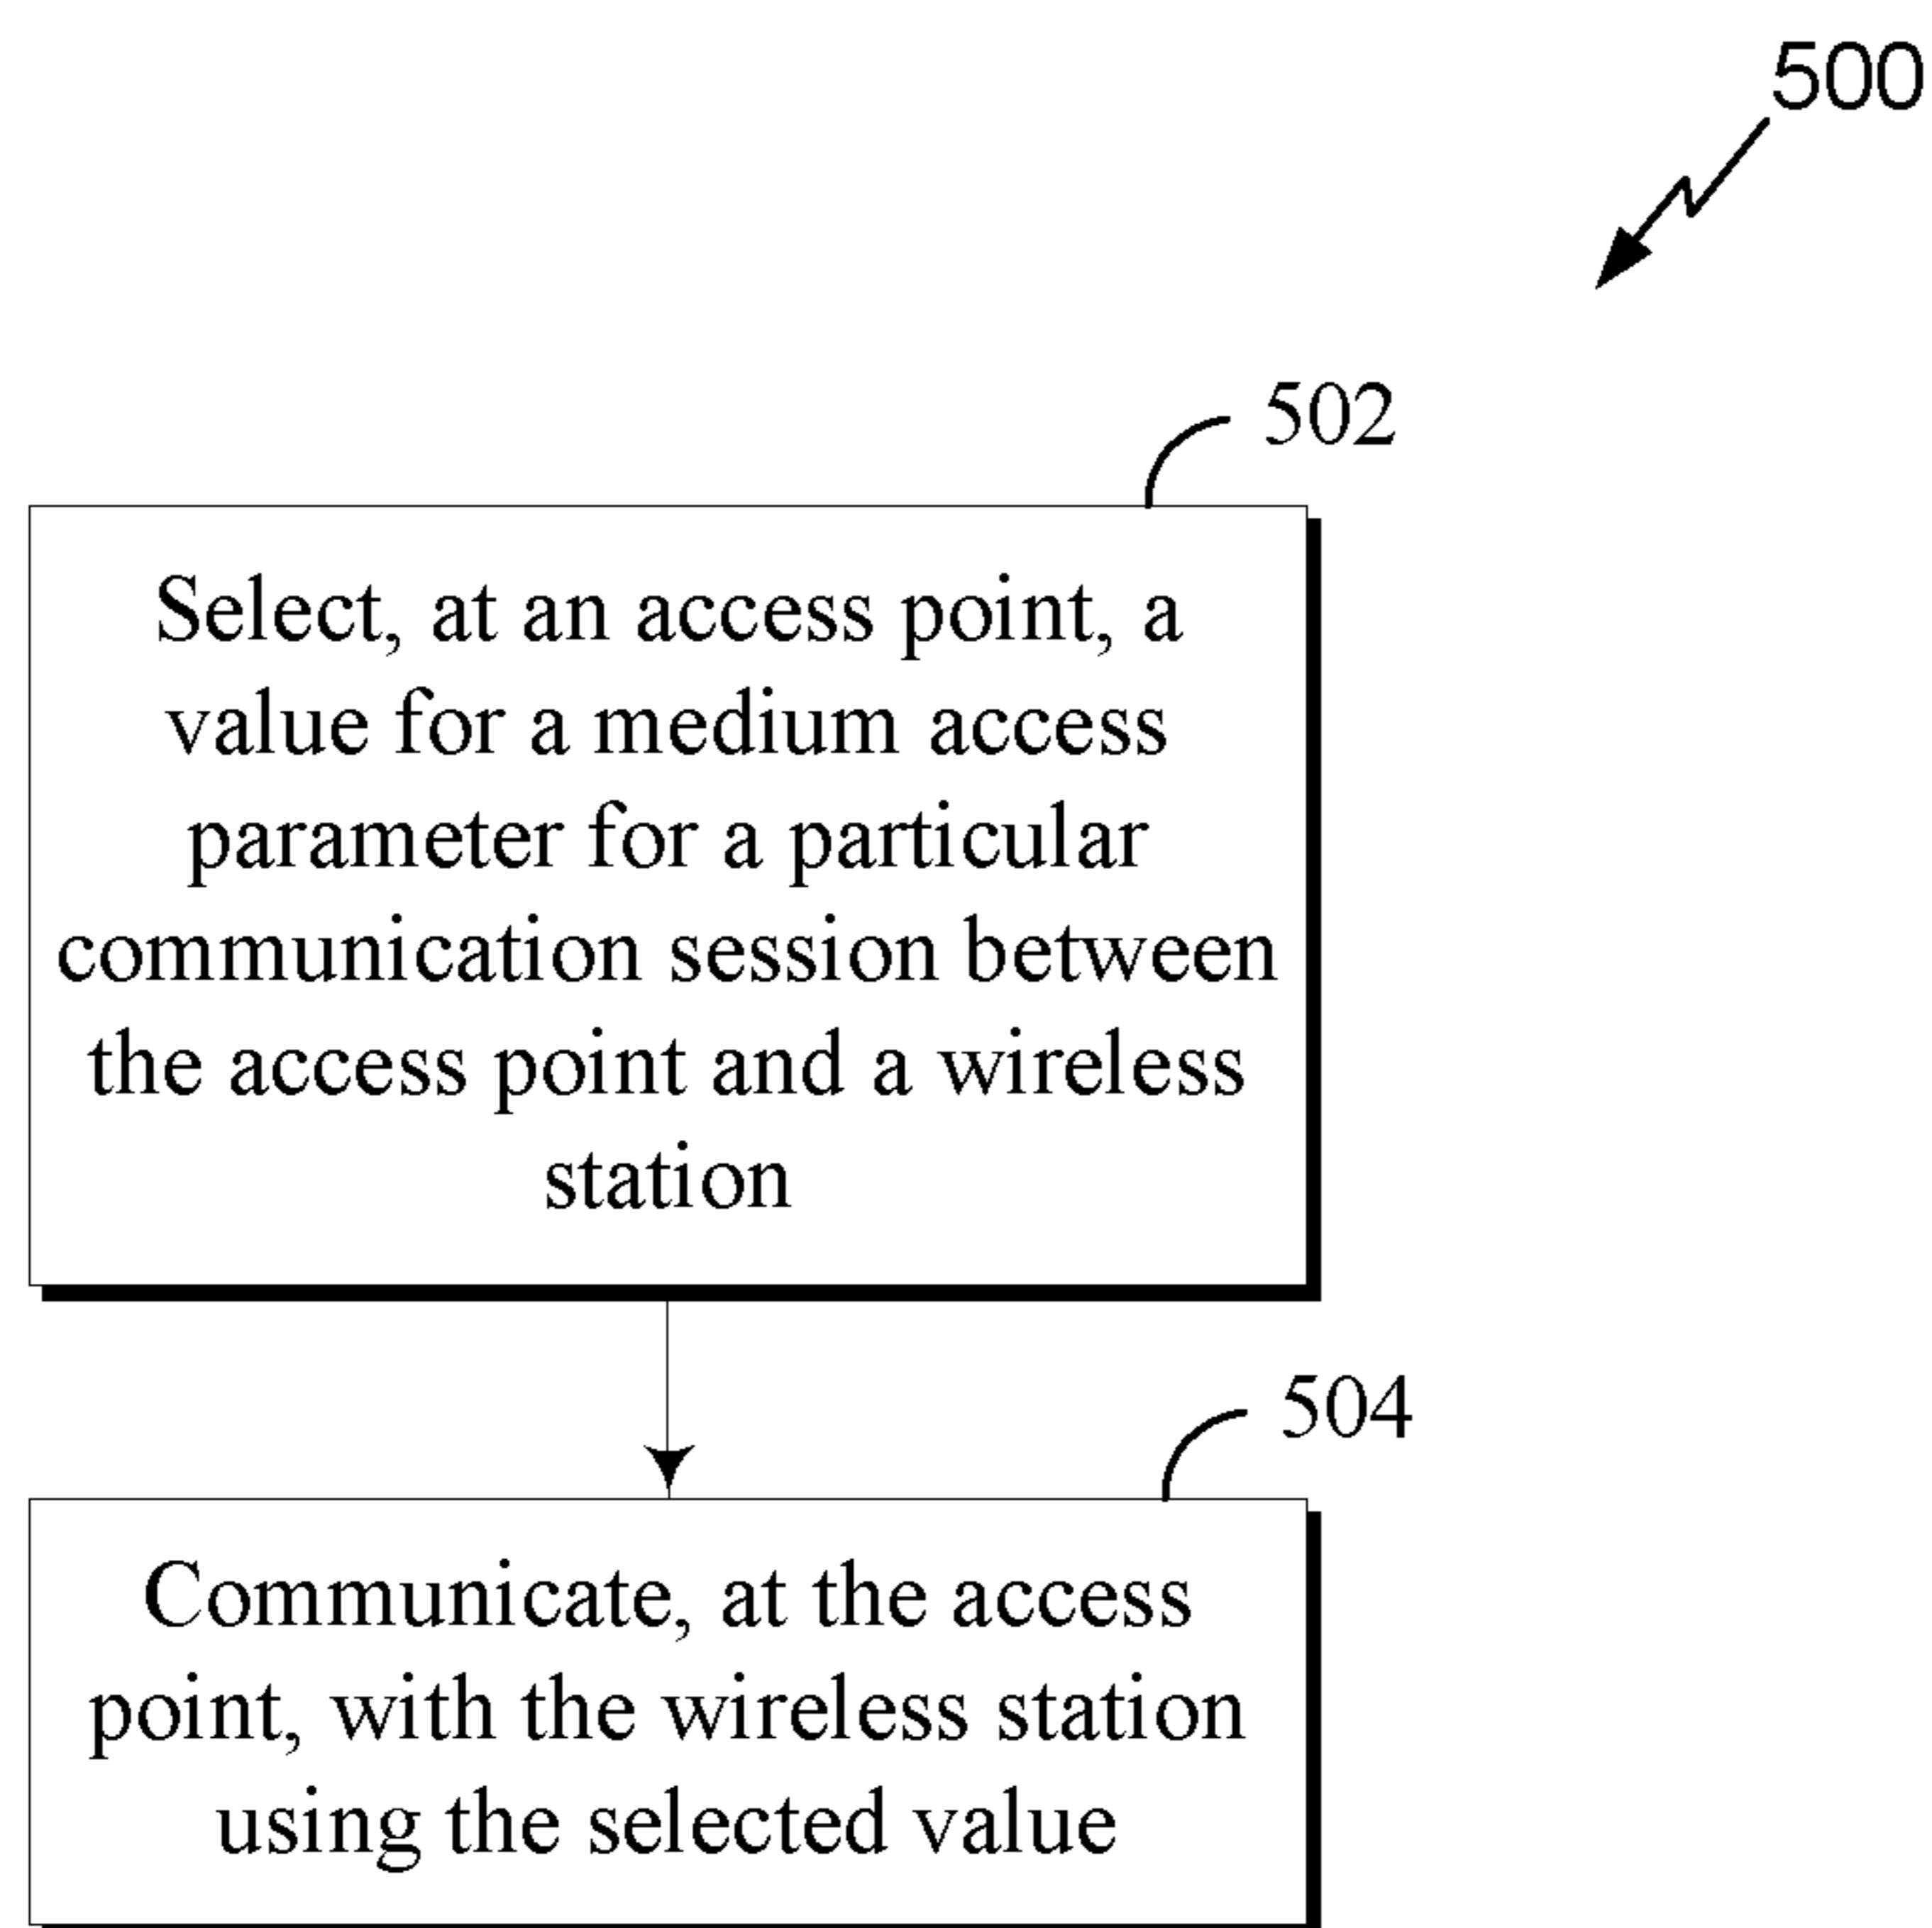 500
502
Select, at an access point, a
value for a medium access
parameter for a particular
communication session between
the access point and a wireless
station
504
Communicate, at the access
point, with the wireless station
using the selected value